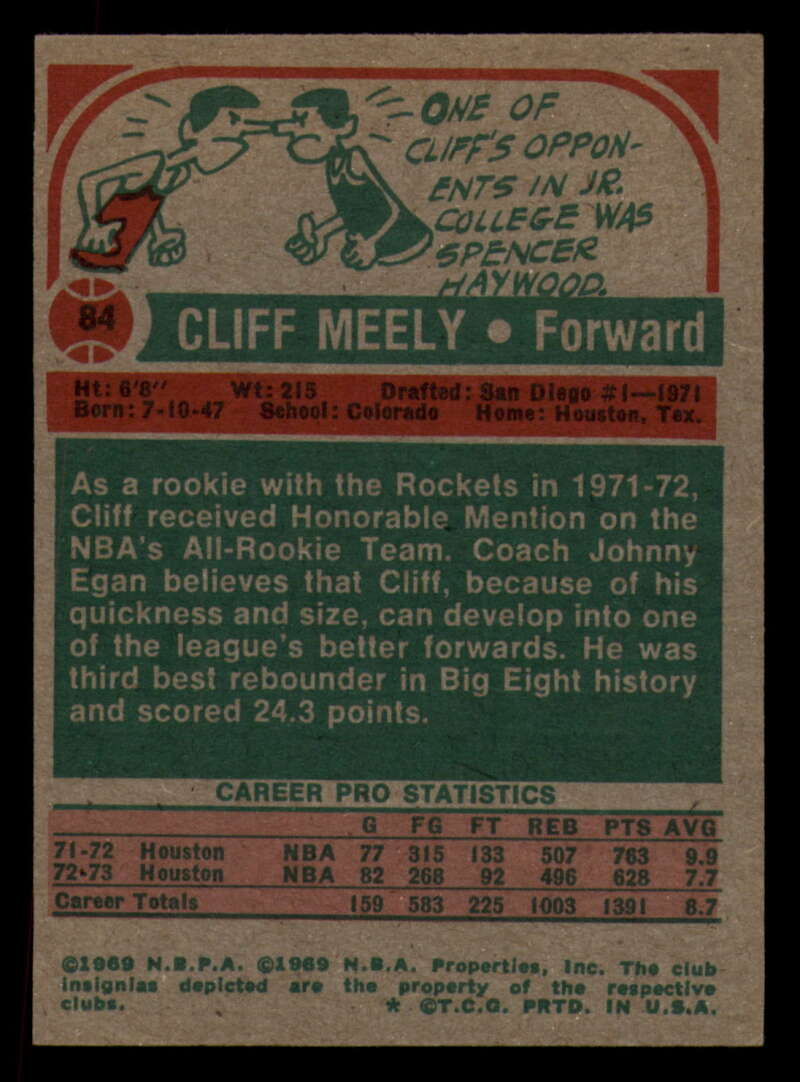 ONE OF
CLIFF'S OPPON-
ENTS IN JR.
COLLEGE WAS
SPENCER
HAYWOOD.
84 CLIFF MEELY • Forward
Ht: 6'8" Wt: 215 Drafted: San Diego #1—1971
Born: 7-10-47 School: Colorado Home: Houston, Tex.
As a rookie with the Rockets in 1971-72,
Cliff received Honorable Mention on the
NBA's All-Rookie Team. Coach Johnny
Egan believes that Cliff, because of his
quickness and size, can develop into one
of the league's better forwards. He was
third best rebounder in Big Eight history
and scored 24.3 points.
CAREER PRO STATISTICS
G FG FT REB PTS AVG
71-72 Houston NBA 77 315 133 507 763 9.9
72-73 Houston NBA 82 268 92 496 628 7.7
Career Totals 159 583 225 1003 1391 8.7
©1969 N.B.P.A. ©1969 N.B.A. Properties, Inc. The club
insignias depicted are the property of the respective
clubs. * ©T.C.G. PRTD. IN U.S.A.